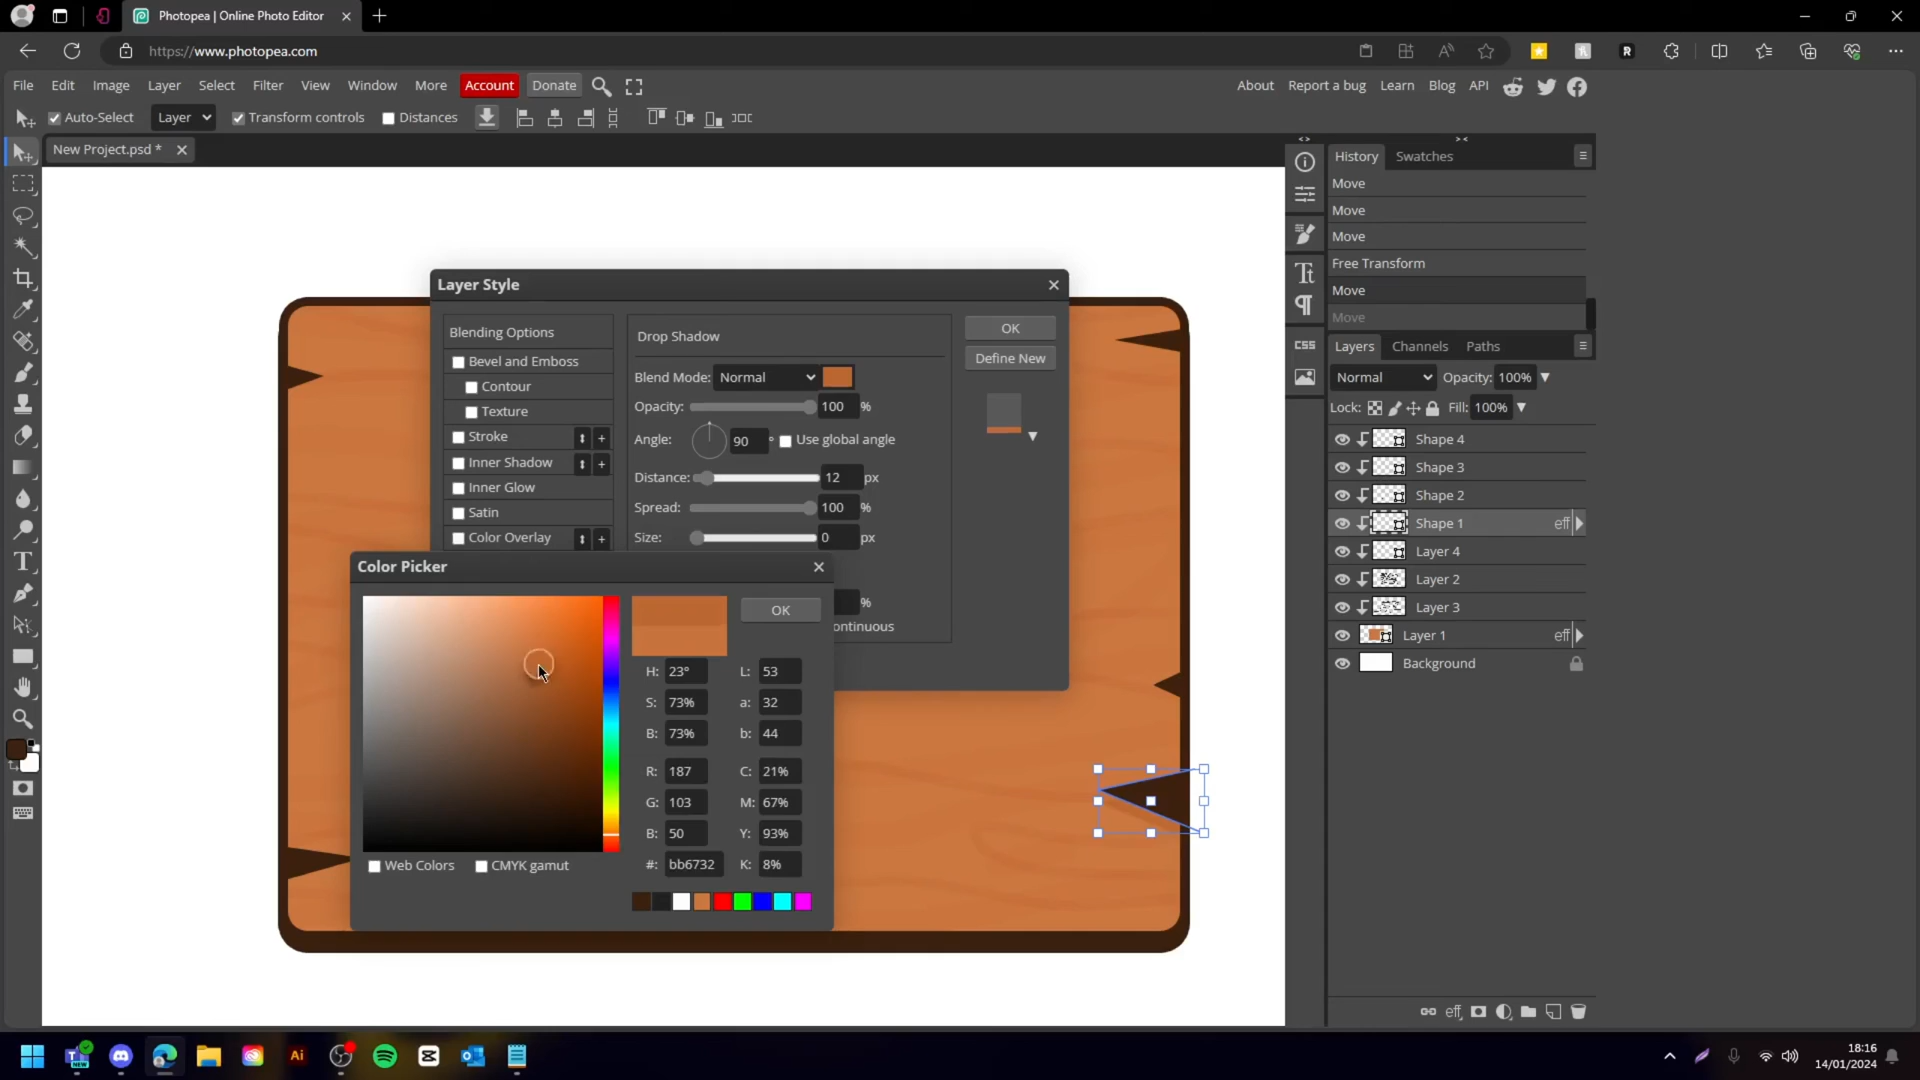 Photopea | Online Photo Editor
https://www.photopea.com
File Edit Image Layer Select Filter View Window More Account Donate
About Report a bug Learn Blog API
Auto-Select Layer Transform controls Distances
New Project.psd *
History Swatches
Move
Move
Move
Free Transform
Move
Move
Layer Style
Blending Options
Bevel and Emboss
Contour
Texture
Stroke
Inner Shadow
Inner Glow
Satin
Color Overlay
Drop Shadow
Blend Mode: Normal
Opacity: 100 %
Angle: 90 ° Use global angle
Distance: 12 px
Spread: 100 %
Size: 0 px
%
ontinuous
OK
Define New
Color Picker
OK
H: 23° L: 53
S: 73% a: 32
B: 73% b: 44
R: 187 C: 21%
G: 103 M: 67%
B: 50 Y: 93%
#: bb6732 K: 8%
Web Colors CMYK gamut
CSS
Layers Channels Paths
Normal Opacity: 100%
Lock: Fill: 100%
Shape 4
Shape 3
Shape 2
Shape 1 eff
Layer 4
Layer 2
Layer 3
Layer 1 eff
Background
eff
18:16
14/01/2024